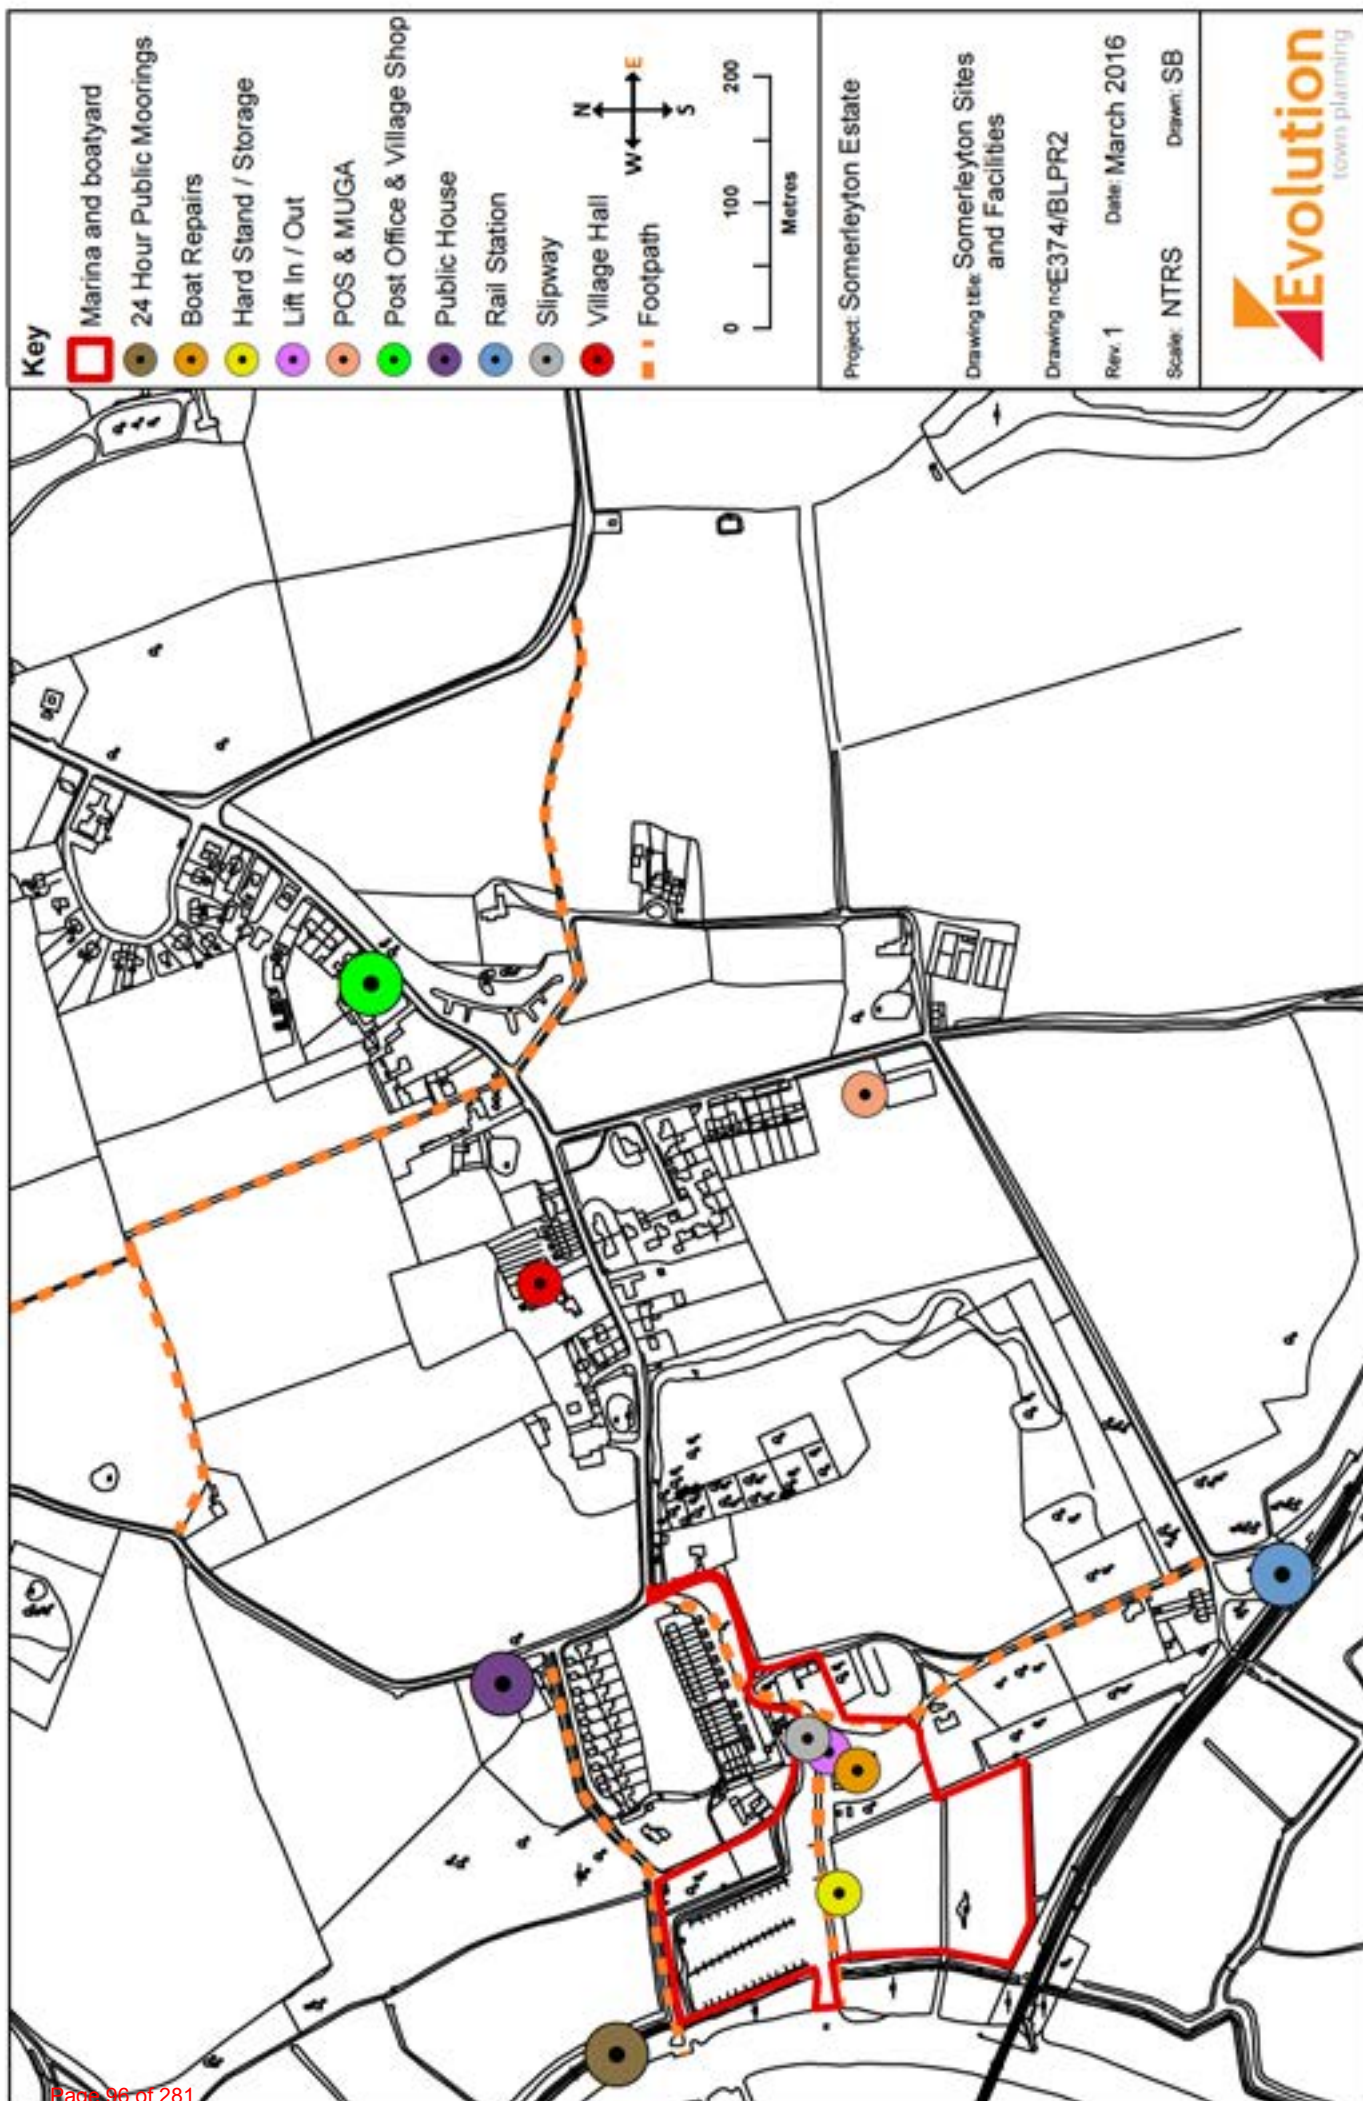 Key
Marina and boatyard
24 Hour Public Moorings
Boat Repairs
Hard Stand / Storage
Lift In / Out
POS & MUGA
Post Office & Village Shop
Public House
Rail Station
Slipway
Village Hall
Footpath
N
W E
S
0 100 200
Metres
Project: Somerleyton Estate
Drawing title: Somerleyton Sites
and Facilities
Drawing no: E374/BLPR2
Rev: 1 Date: March 2016
Scale: NTRS Drawn: SB
Evolution
town planning
Page 96 of 281